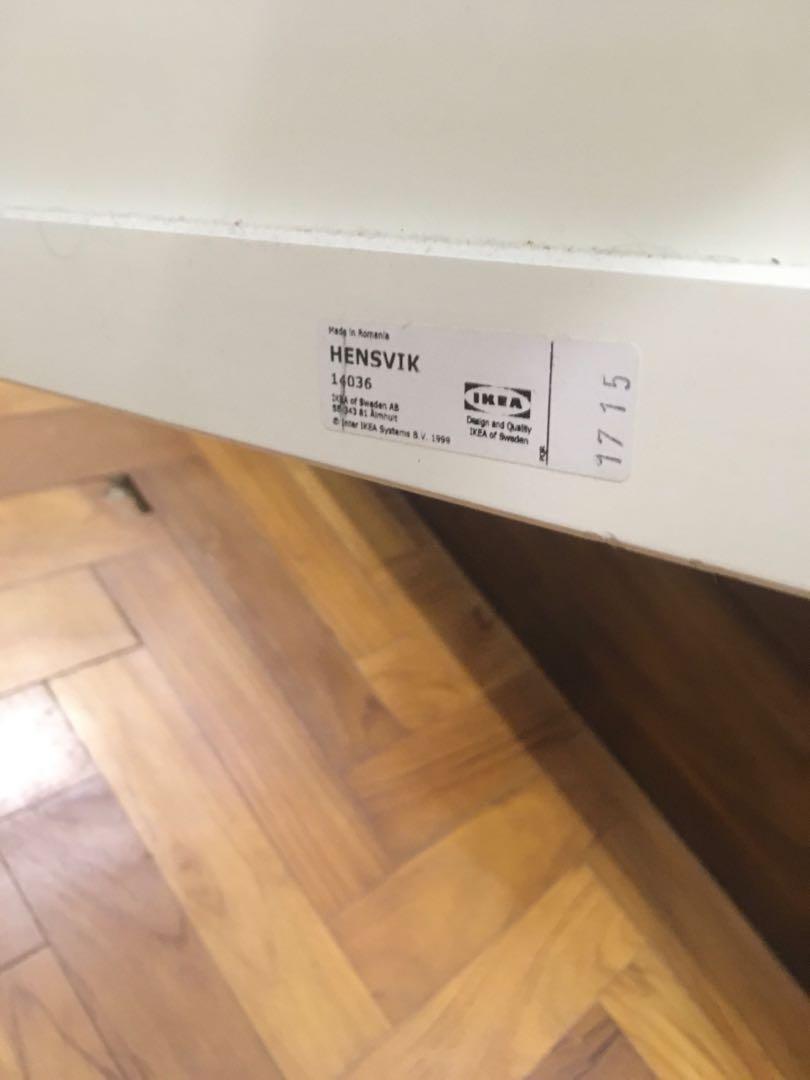 Made in Romania
HENSVIK
14036
IKEA of Sweden AB
SE-343 81 Älmhult
© Inter IKEA Systems B.V. 1999
IKEA
Design and Quality
IKEA of Sweden
PQR
1715